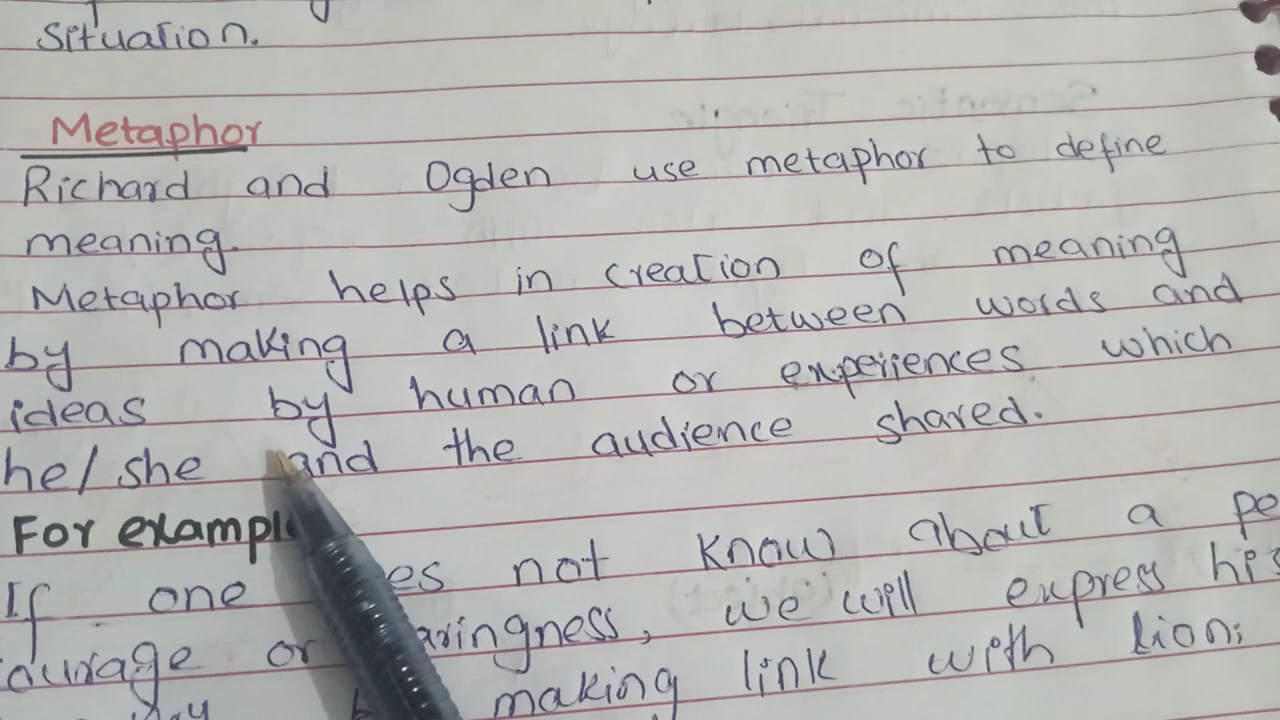 situation.
Metaphor
Richard and Ogden use metaphor to define
meaning.
Metaphor helps in creation of meaning
by making a link between words and
ideas by human or experiences which
he/she and the audience shared.
For exampl
If one es not know about a pe
ourage or aringness, we will express his
making link with lion: